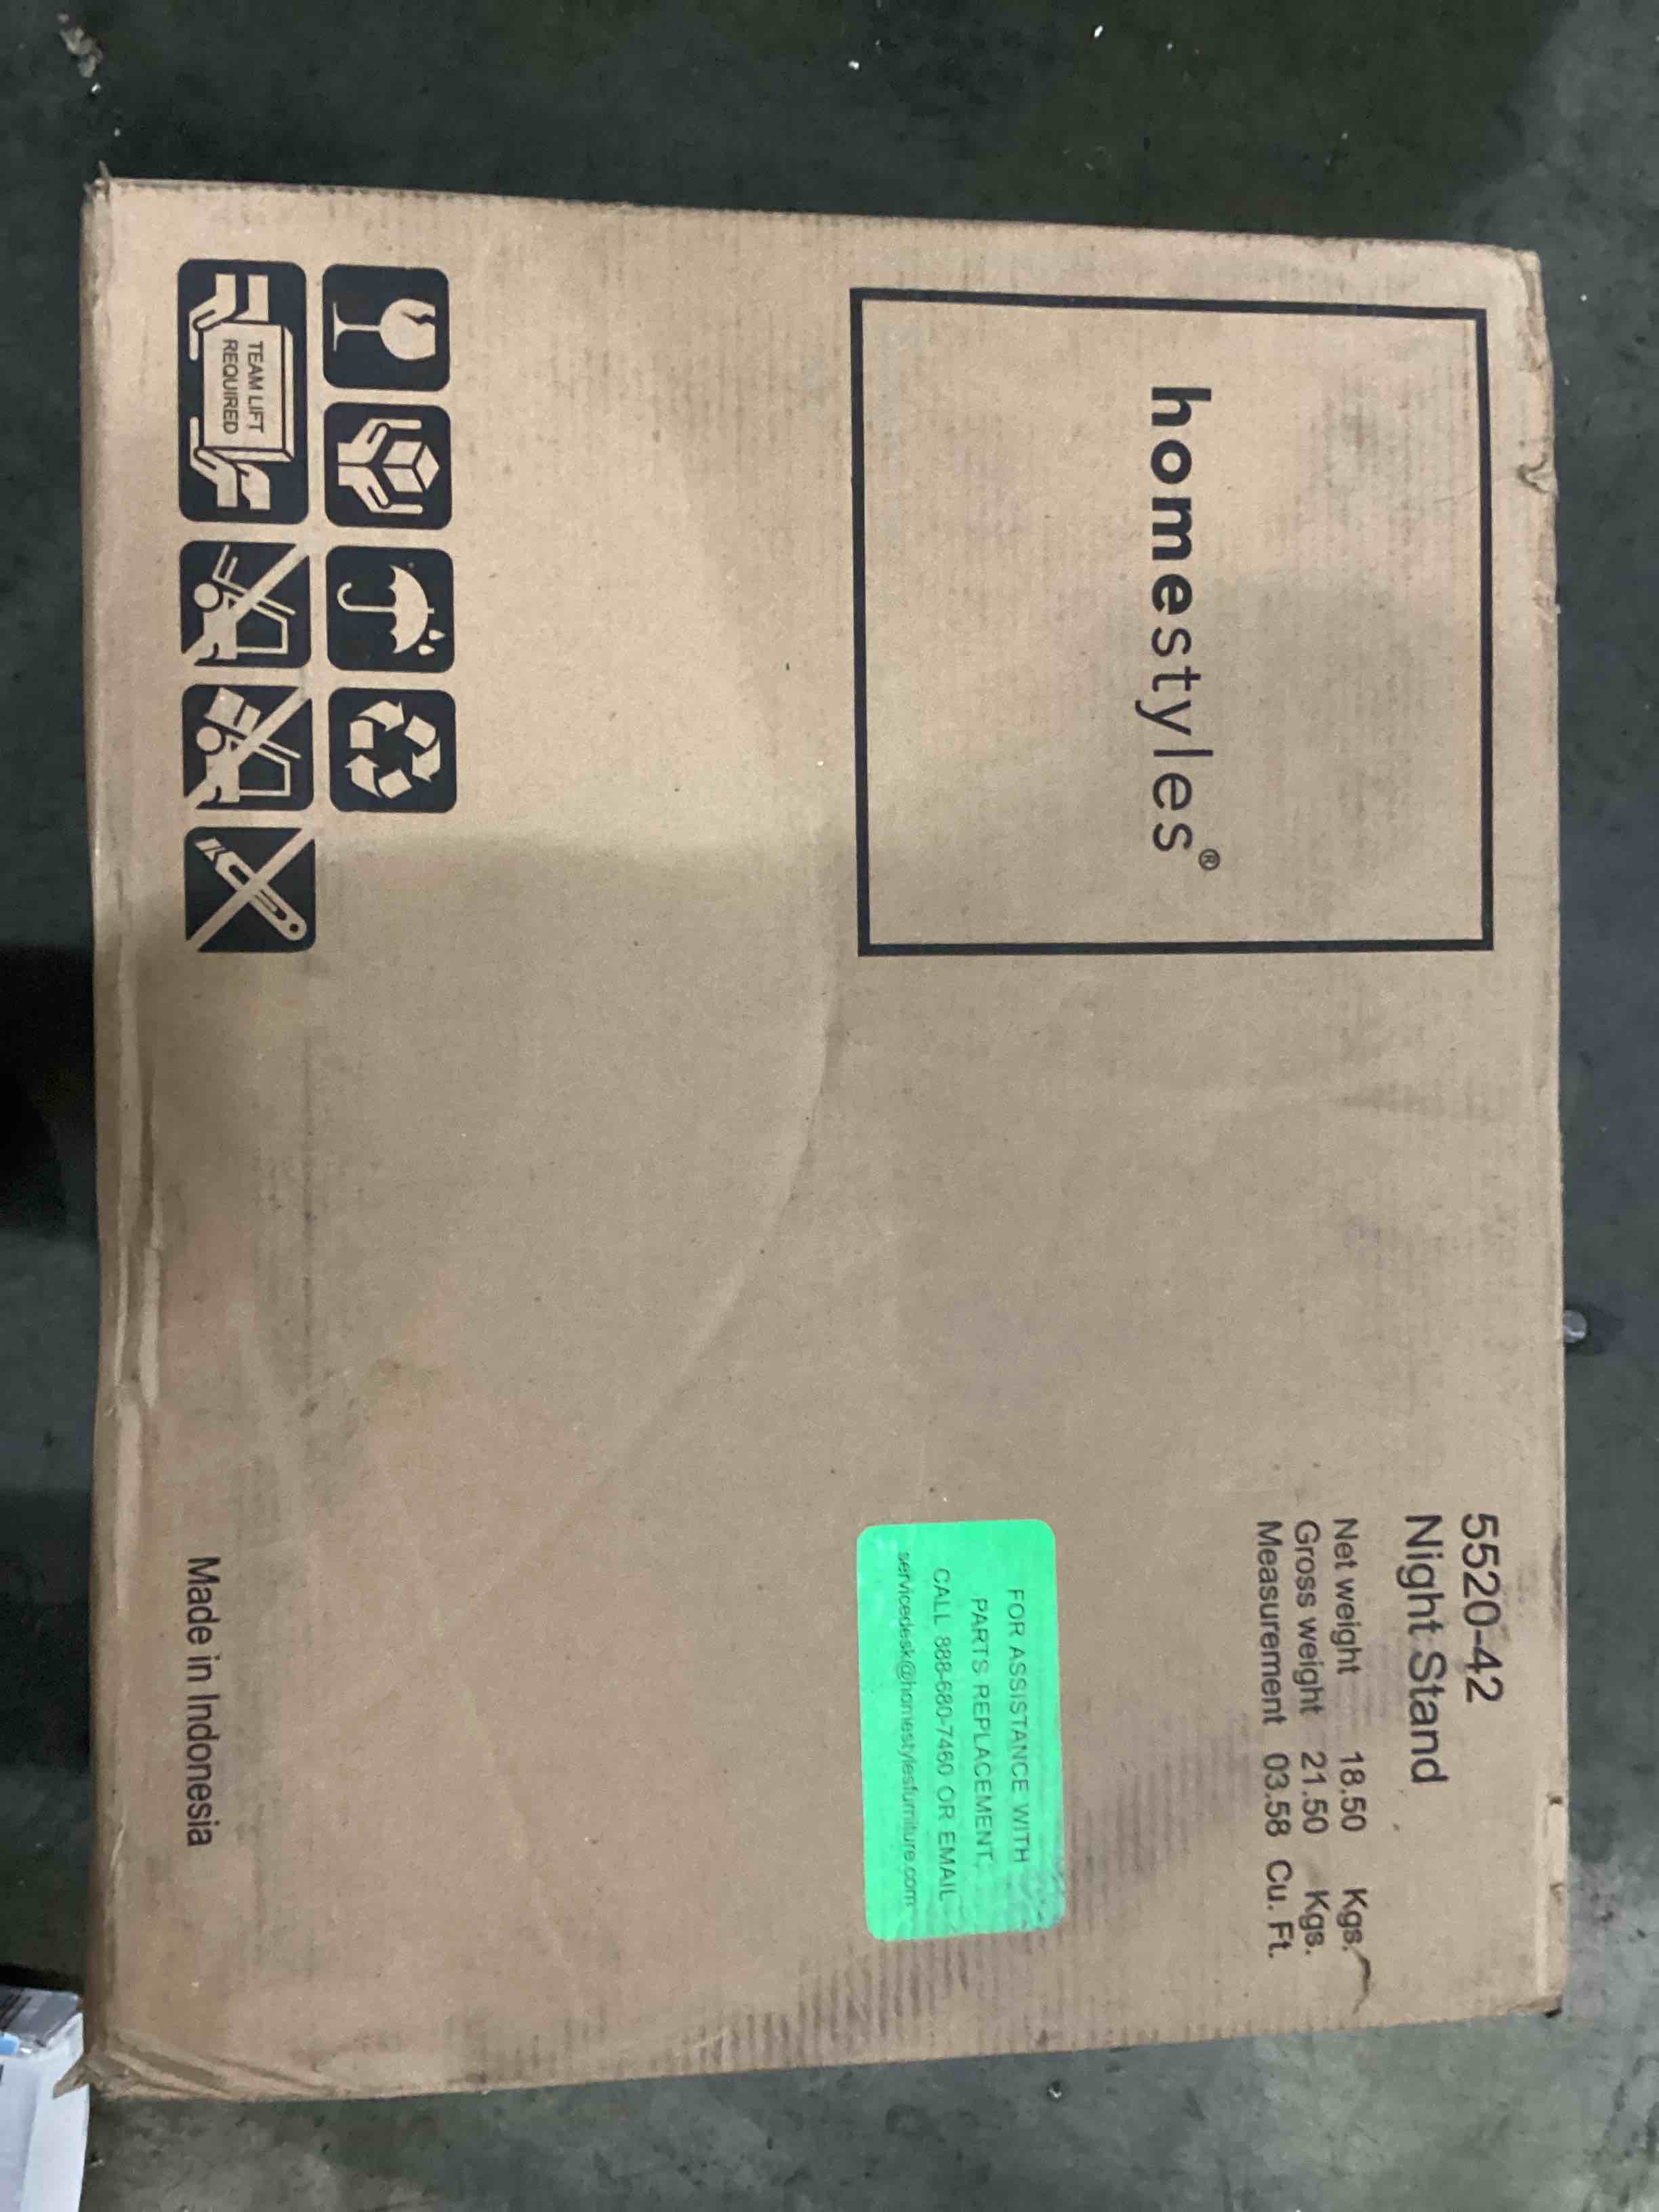 homestyles®
5520-42
Night Stand
Net weight 18.50 Kgs.
Gross weight 21.50 Kgs.
Measurement 03.58 Cu. Ft.
FOR ASSISTANCE WITH
PARTS REPLACEMENT,
CALL 888-680-7460 OR EMAIL
servicedesk@homestylesfurniture.com
TEAM LIFT
REQUIRED
Made in Indonesia